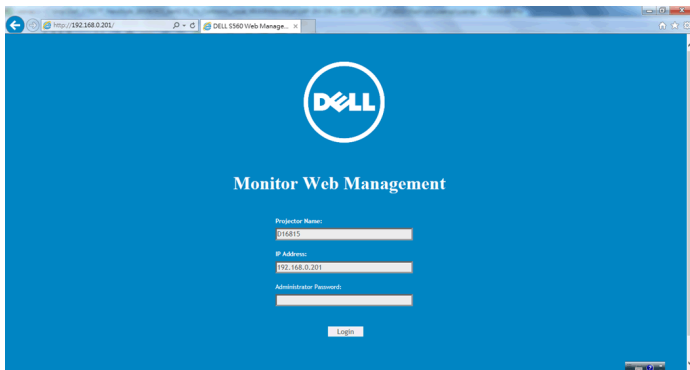 http://192.168.0.201/
DELL S560 Web Manage...
DELL
Monitor Web Management
Projector Name:
D16815
IP Address:
192.168.0.201
Administrator Password:
Login